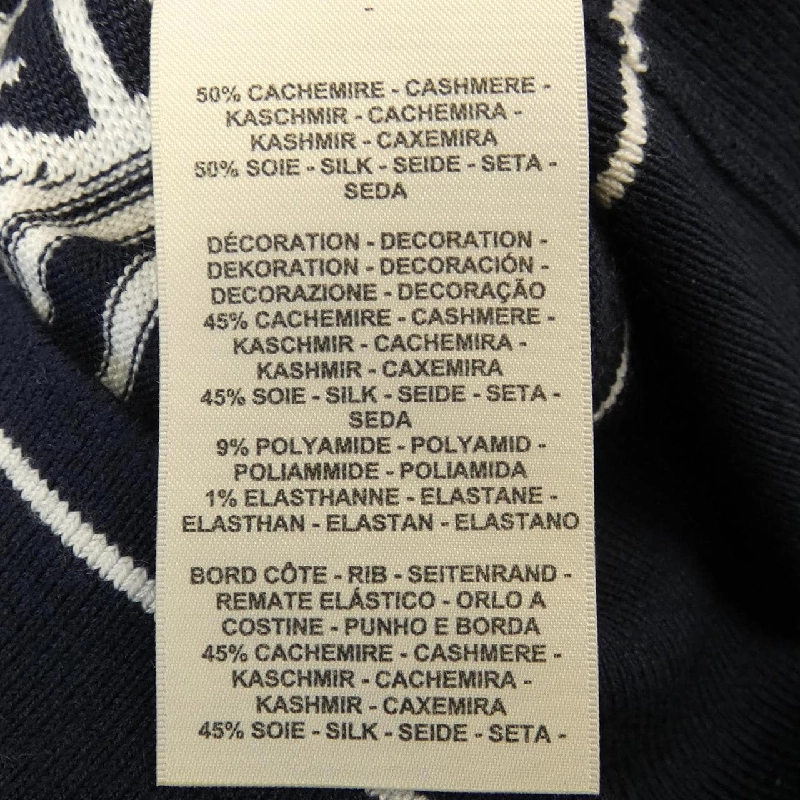 50% CACHEMIRE - CASHMERE -
KASCHMIR - CACHEMIRA -
KASHMIR - CAXEMIRA
50% SOIE - SILK - SEIDE - SETA -
SEDA
DÉCORATION - DECORATION -
DEKORATION - DECORACIÓN -
DECORAZIONE - DECORAÇÃO
45% CACHEMIRE - CASHMERE -
KASCHMIR - CACHEMIRA -
KASHMIR - CAXEMIRA
45% SOIE - SILK - SEIDE - SETA -
SEDA
9% POLYAMIDE - POLYAMID -
POLIAMMIDE - POLIAMIDA
1% ELASTHANNE - ELASTANE -
ELASTHAN - ELASTAN - ELASTANO
BORD CÔTE - RIB - SEITENRAND -
REMATE ELÁSTICO - ORLO A
COSTINE - PUNHO E BORDA
45% CACHEMIRE - CASHMERE -
KASCHMIR - CACHEMIRA -
KASHMIR - CAXEMIRA
45% SOIE - SILK - SEIDE - SETA -